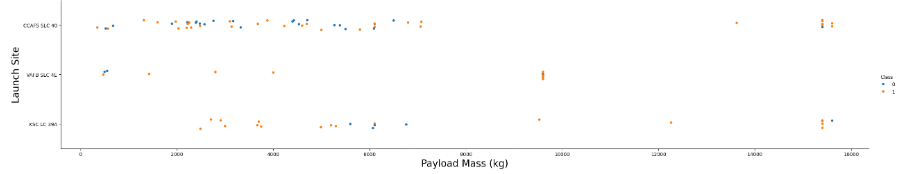 CCAFS SLC 40
VAFB SLC 4E
KSC LC 39A
Launch Site
0 2000 4000 6000 8000 10000 12000 14000 16000
Payload Mass (kg)
Class
0
1